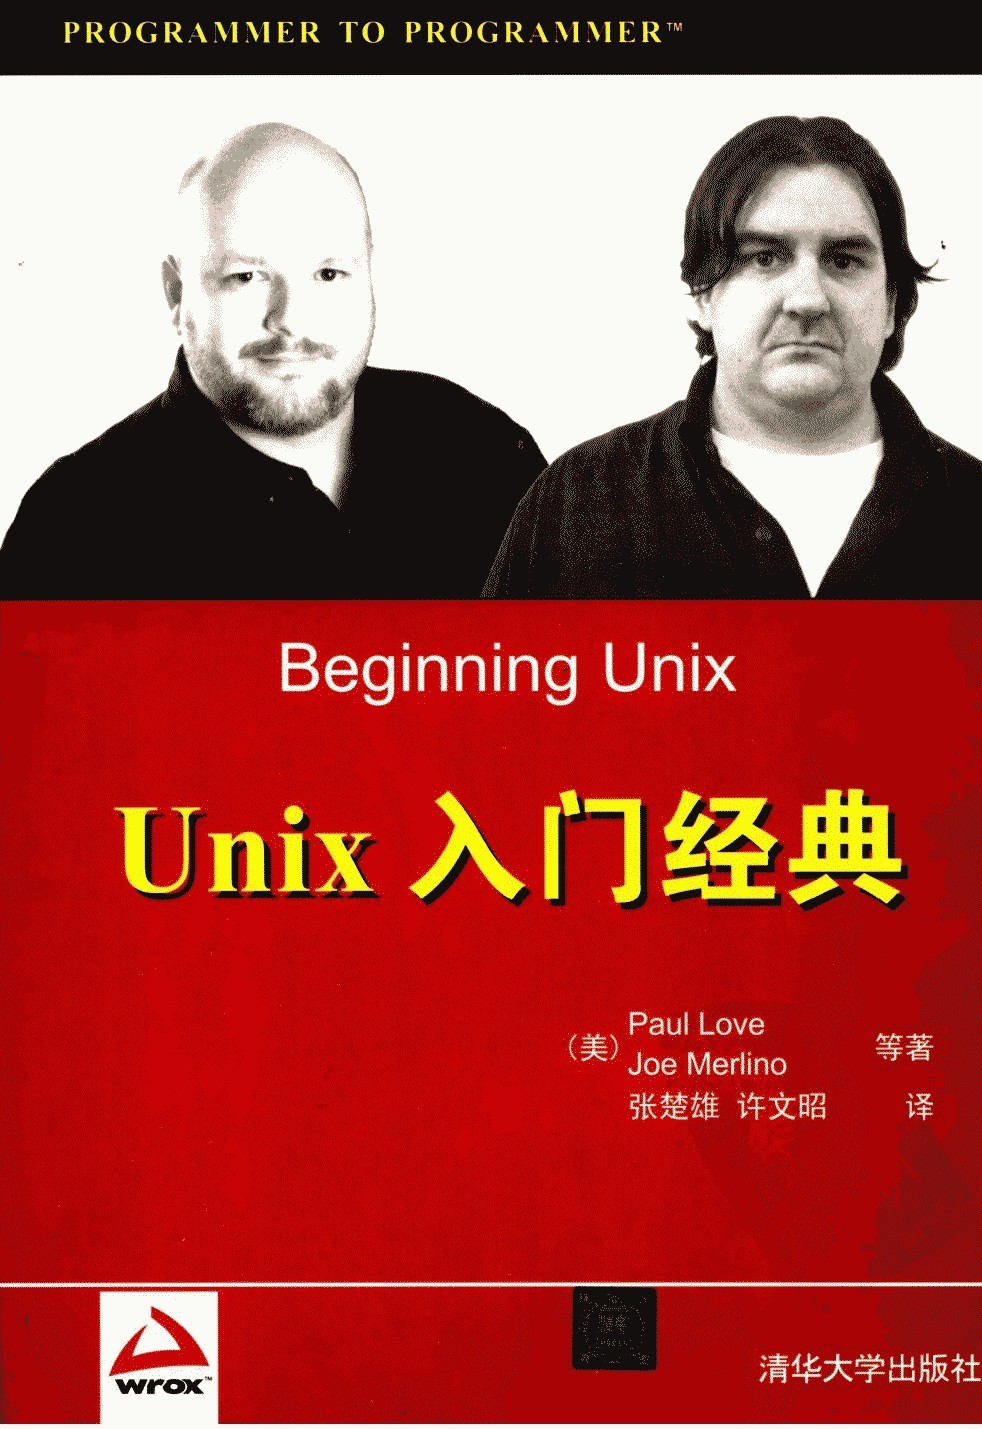 PROGRAMMER TO PROGRAMMER™
Beginning Unix
Unix 入门经典
(美) Paul Love
Joe Merlino 等著
张楚雄 许文昭 译
wrox™
清华大学出版社